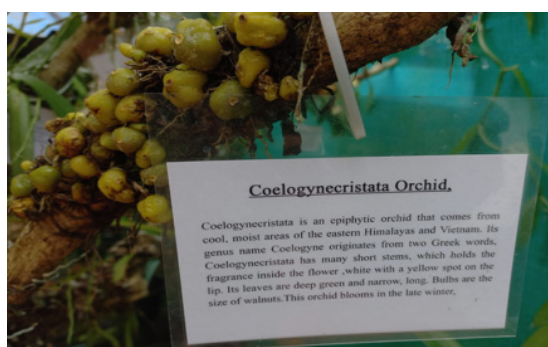 Coelogynecristata Orchid.
Coelogynecristata is an epiphytic orchid that comes from
cool, moist areas of the eastern Himalayas and Vietnam. Its
genus name Coelogyne originates from two Greek words,
Coelogynecristata has many short stems, which holds the
fragrance inside the flower ,white with a yellow spot on the
lip. Its leaves are deep green and narrow, long. Bulbs are the
size of walnuts.This orchid blooms in the late winter.